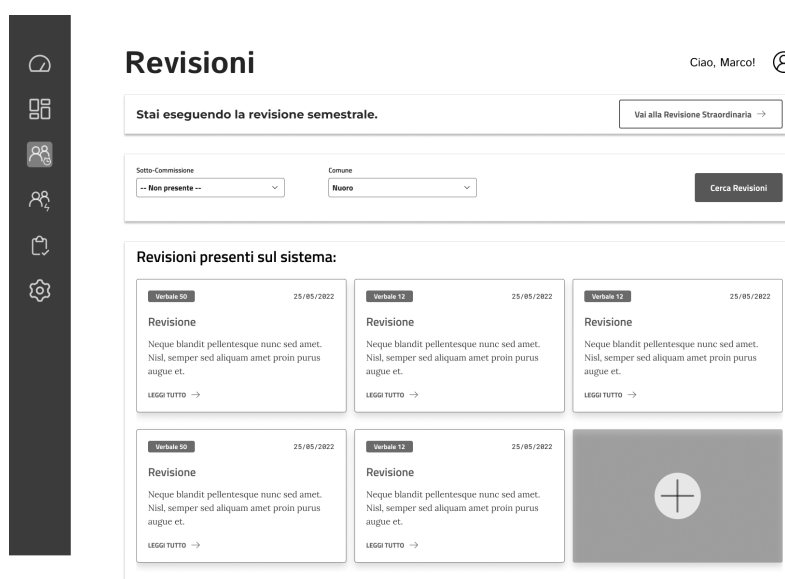 Revisioni
Ciao, Marco!
Stai eseguendo la revisione semestrale.
Vai alla Revisione Straordinaria
Sotto-Commissione
Comune
-- Non presente --
Nuoro
Cerca Revisioni
Revisioni presenti sul sistema:
Verbale 50
25/05/2022
Revisione
Neque blandit pellentesque nunc sed amet.
Nisl, semper sed aliquam amet proin purus
augue et.
LEGGI TUTTO
Verbale 12
25/05/2022
Revisione
Neque blandit pellentesque nunc sed amet.
Nisl, semper sed aliquam amet proin purus
augue et.
LEGGI TUTTO
Verbale 12
25/05/2022
Revisione
Neque blandit pellentesque nunc sed amet.
Nisl, semper sed aliquam amet proin purus
augue et.
LEGGI TUTTO
Verbale 50
25/05/2022
Revisione
Neque blandit pellentesque nunc sed amet.
Nisl, semper sed aliquam amet proin purus
augue et.
LEGGI TUTTO
Verbale 12
25/05/2022
Revisione
Neque blandit pellentesque nunc sed amet.
Nisl, semper sed aliquam amet proin purus
augue et.
LEGGI TUTTO